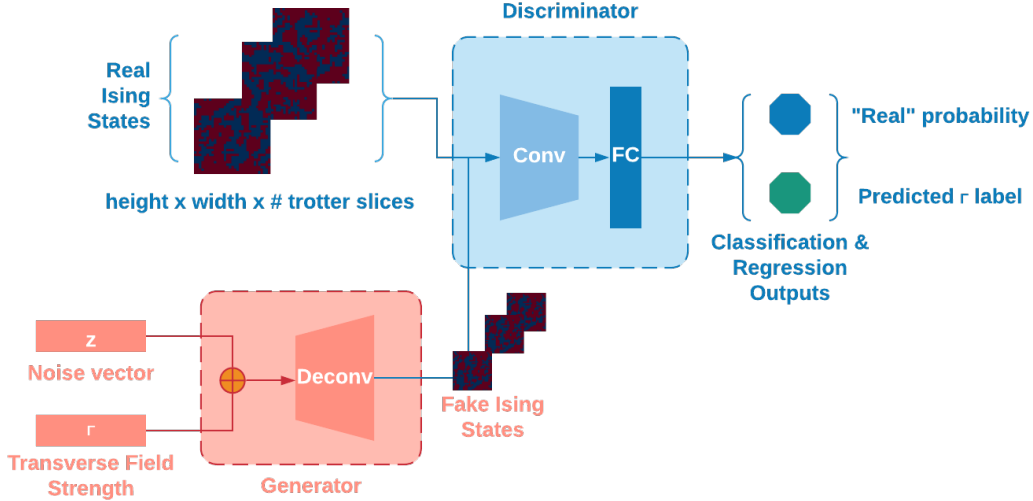 Discriminator
Real
Ising
States
height x width x # trotter slices
Conv
FC
"Real" probability
Predicted Γ label
Classification &
Regression
Outputs
z
Noise vector
Γ
Transverse Field
Strength
Deconv
Generator
Fake Ising
States